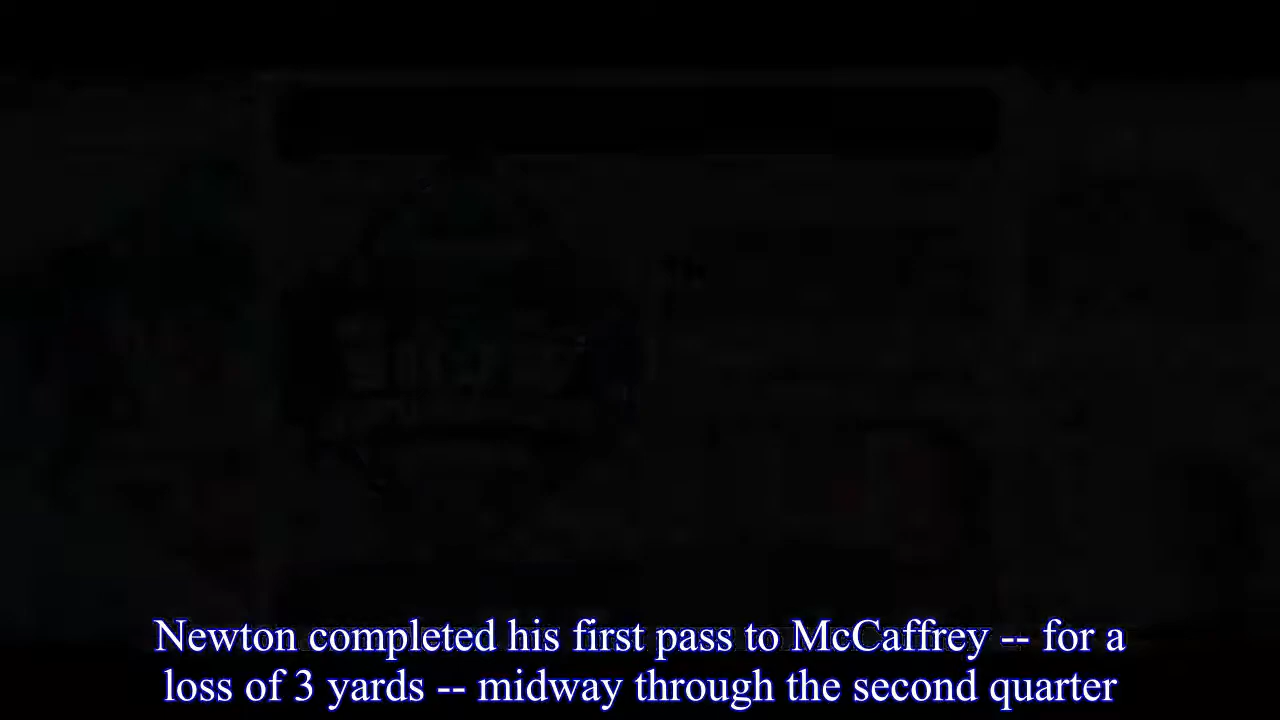 Newton completed his first pass to McCaffrey -- for a
loss of 3 yards -- midway through the second quarter